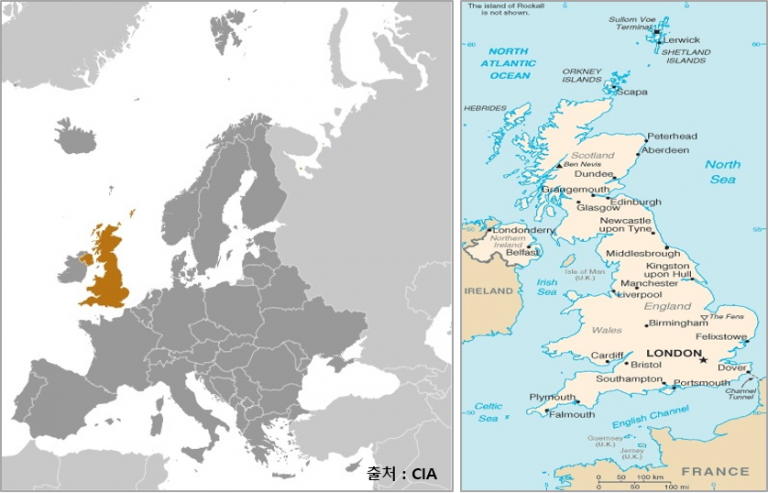 출처 : CIA
The island of Rockall
is not shown.
Sullom Voe
Terminal
Lerwick
SHETLAND
ISLANDS
60
60
NORTH
ATLANTIC
OCEAN
ORKNEY
ISLANDS
Scapa
HEBRIDES
Peterhead
Aberdeen
Scotland
Ben Nevis
Dundee
North
Sea
Grangemouth
Edinburgh
Glasgow
Londonderry
Northern
Ireland
Belfast
Newcastle
upon Tyne
55
Isle of Man
(U.K.)
Middlesbrough
Kingston
upon Hull
Irish
Sea
Manchester
Liverpool
IRELAND
England
The Fens
Wales
Birmingham
Felixstowe
LONDON
Cardiff
Bristol
Dover
Southampton
Portsmouth
Channel
Tunnel
Plymouth
Falmouth
Celtic
Sea
50
English Channel
Guernsey
(U.K.)
Jersey
(U.K.)
FRANCE
0 50 100 km
0 50 100 mi